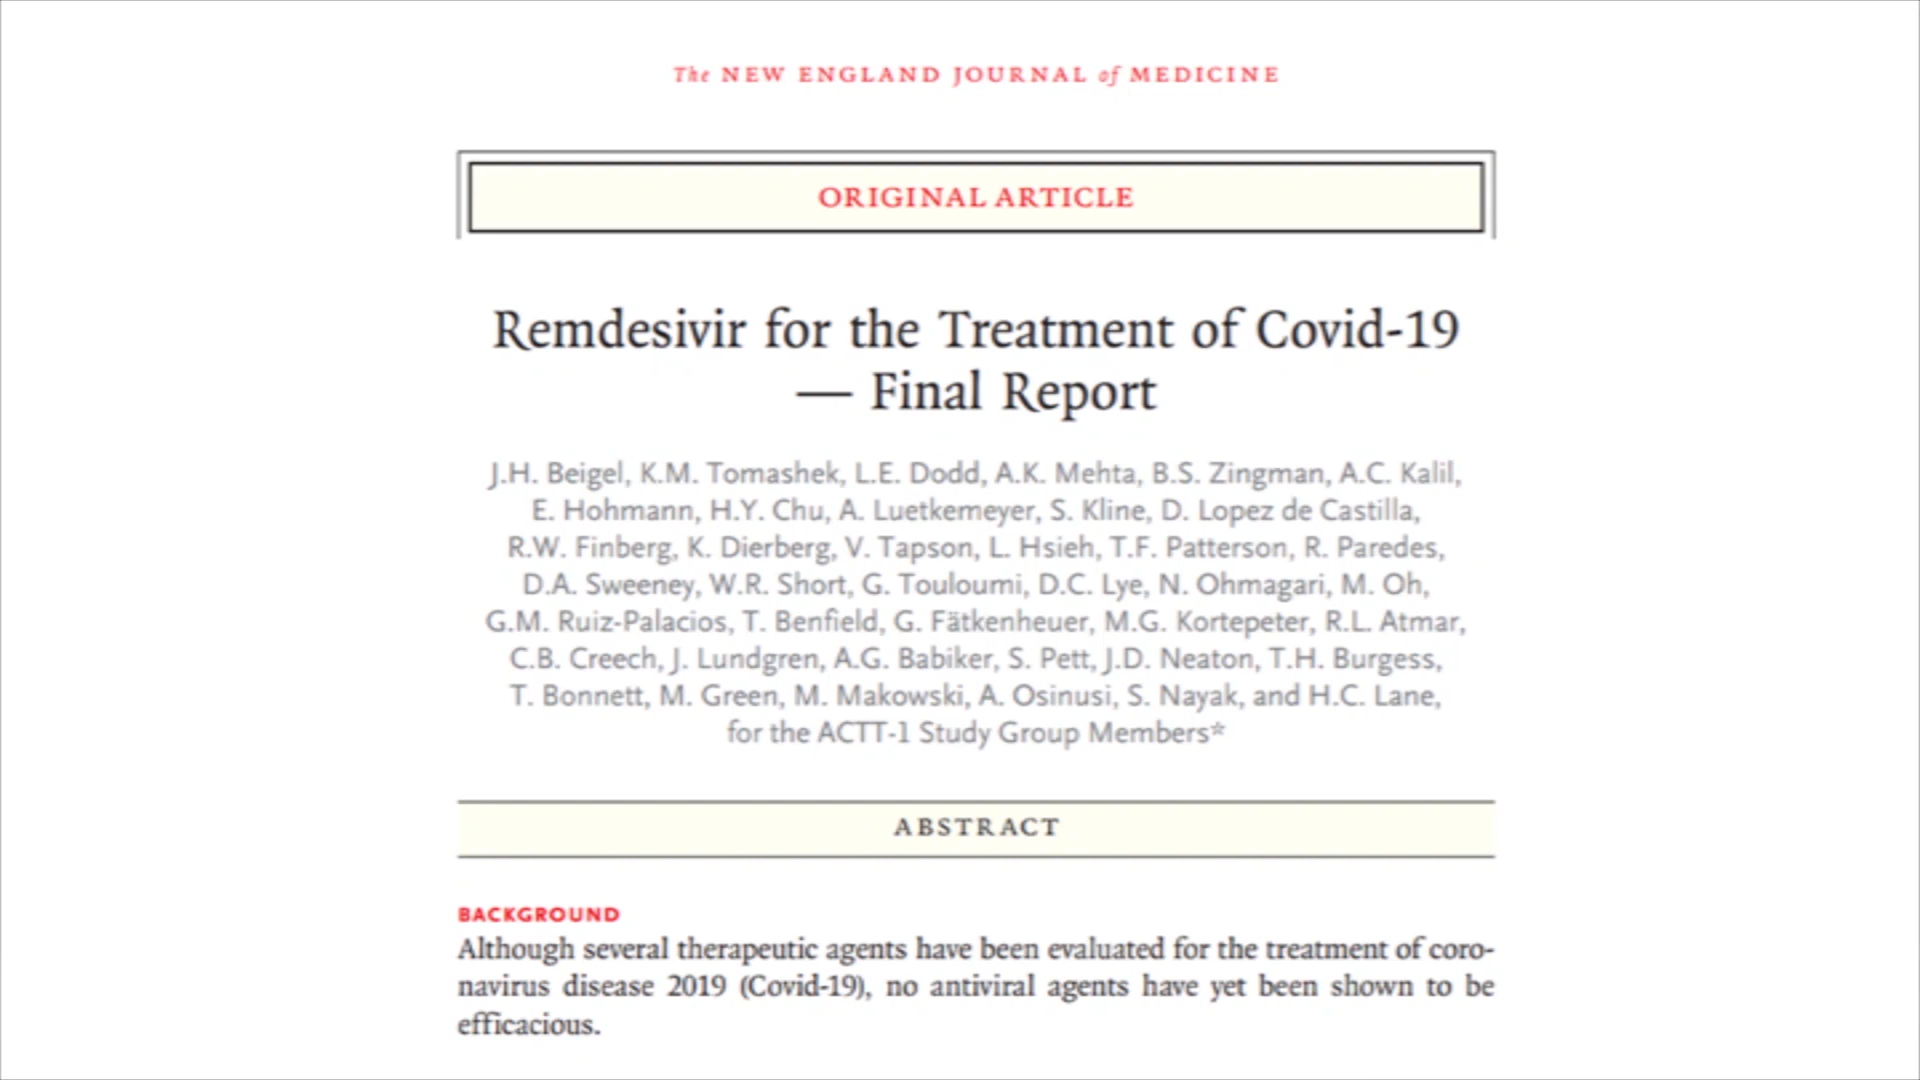 The NEW ENGLAND JOURNAL of MEDICINE
ORIGINAL ARTICLE
Remdesivir for the Treatment of Covid-19
— Final Report
J.H. Beigel, K.M. Tomashek, L.E. Dodd, A.K. Mehta, B.S. Zingman, A.C. Kalil,
E. Hohmann, H.Y. Chu, A. Luetkemeyer, S. Kline, D. Lopez de Castilla,
R.W. Finberg, K. Dierberg, V. Tapson, L. Hsieh, T.F. Patterson, R. Paredes,
D.A. Sweeney, W.R. Short, G. Touloumi, D.C. Lye, N. Ohmagari, M. Oh,
G.M. Ruiz-Palacios, T. Benfield, G. Fätkenheuer, M.G. Kortepeter, R.L. Atmar,
C.B. Creech, J. Lundgren, A.G. Babiker, S. Pett, J.D. Neaton, T.H. Burgess,
T. Bonnett, M. Green, M. Makowski, A. Osinusi, S. Nayak, and H.C. Lane,
for the ACTT-1 Study Group Members*
ABSTRACT
BACKGROUND
Although several therapeutic agents have been evaluated for the treatment of coro-
navirus disease 2019 (Covid-19), no antiviral agents have yet been shown to be
efficacious.